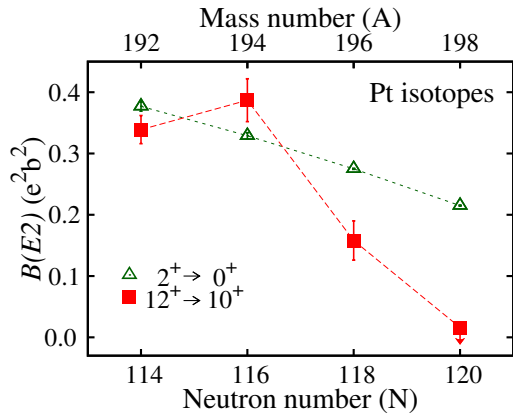 Mass number (A)
192 194 196 198
Pt isotopes
B(E2) (e²b²)
0.4
0.3
0.2
0.1
0.0
2⁺→ 0⁺
12⁺→ 10⁺
114 116 118 120
Neutron number (N)